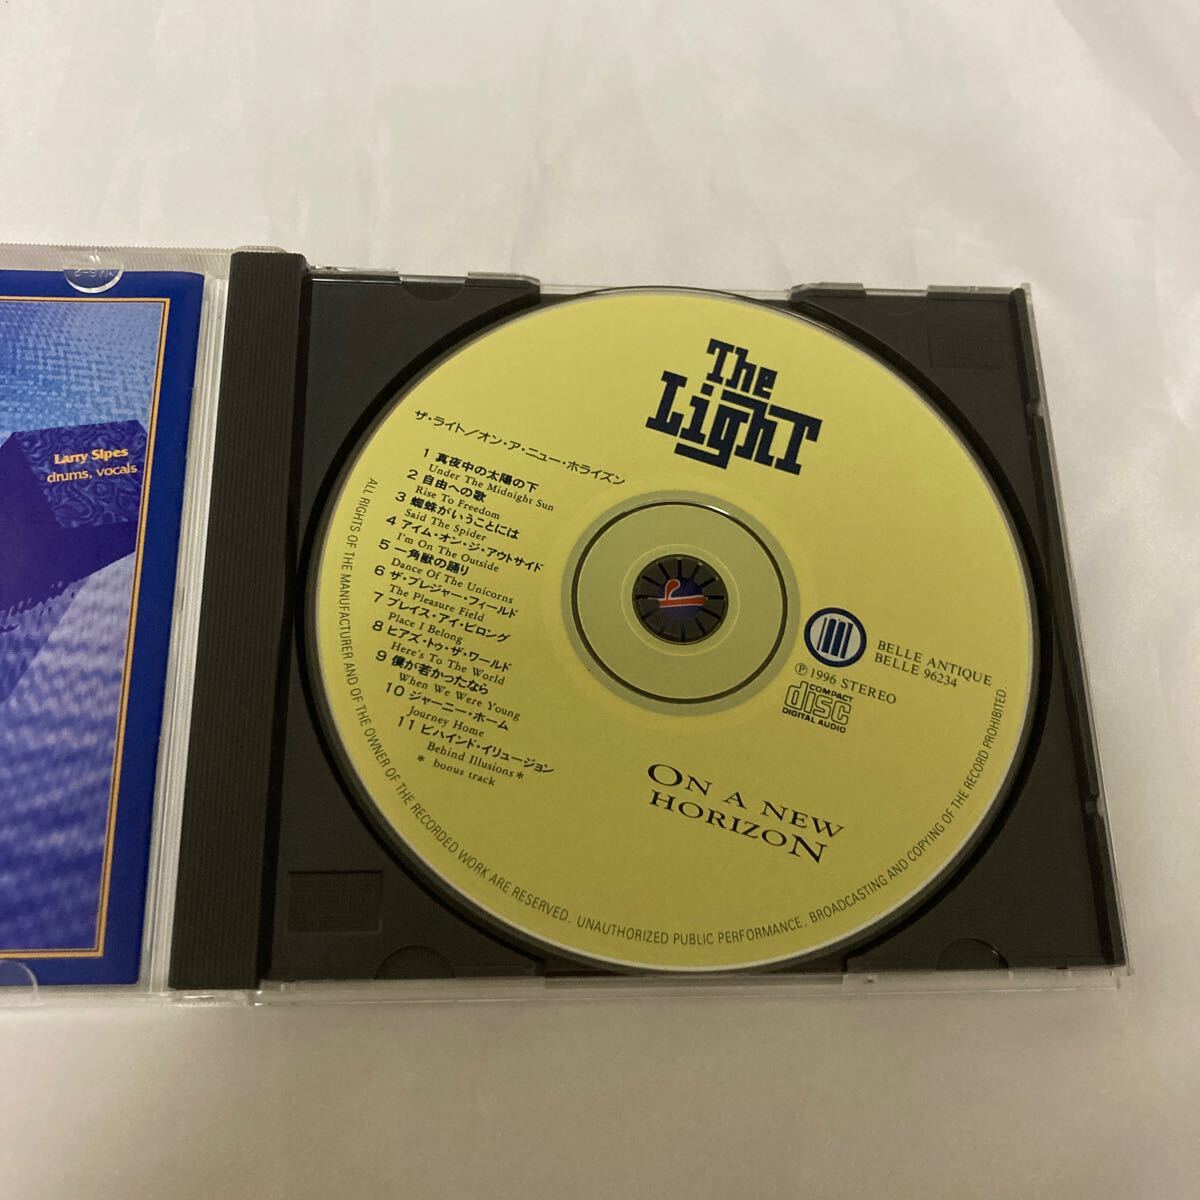 Larry Sipes
drums, vocals
The
Light
ザ・ライト/オン・ア・ニュー・ホライズン
1 真夜中の太陽の下
Under The Midnight Sun
2 自由への歌
Rise To Freedom
3 蜘蛛がいうことには
Said The Spider
4 アイム・オン・ジ・アウトサイド
I'm On The Outside
5 一角獣の踊り
Dance Of The Unicorns
6 ザ・プレジャー・フィールド
The Pleasure Field
7 プレイス・アイ・ビロング
Place I Belong
8 ヒアズ・トゥ・ザ・ワールド
Here's To The World
9 僕が若かったなら
When We Were Young
10 ジャーニー・ホーム
Journey Home
11 ビハインド・イリュージョン
Behind Illusions*
* bonus track
BELLE ANTIQUE
BELLE 96234
Ⓟ1996 STEREO
COMPACT
disc
DIGITAL AUDIO
ON A NEW
HORIZON
ALL RIGHTS OF THE MANUFACTURER AND OF THE OWNER OF THE RECORDED WORK ARE RESERVED. UNAUTHORIZED PUBLIC PERFORMANCE. BROADCASTING AND COPYING OF THE RECORD PROHIBITED.